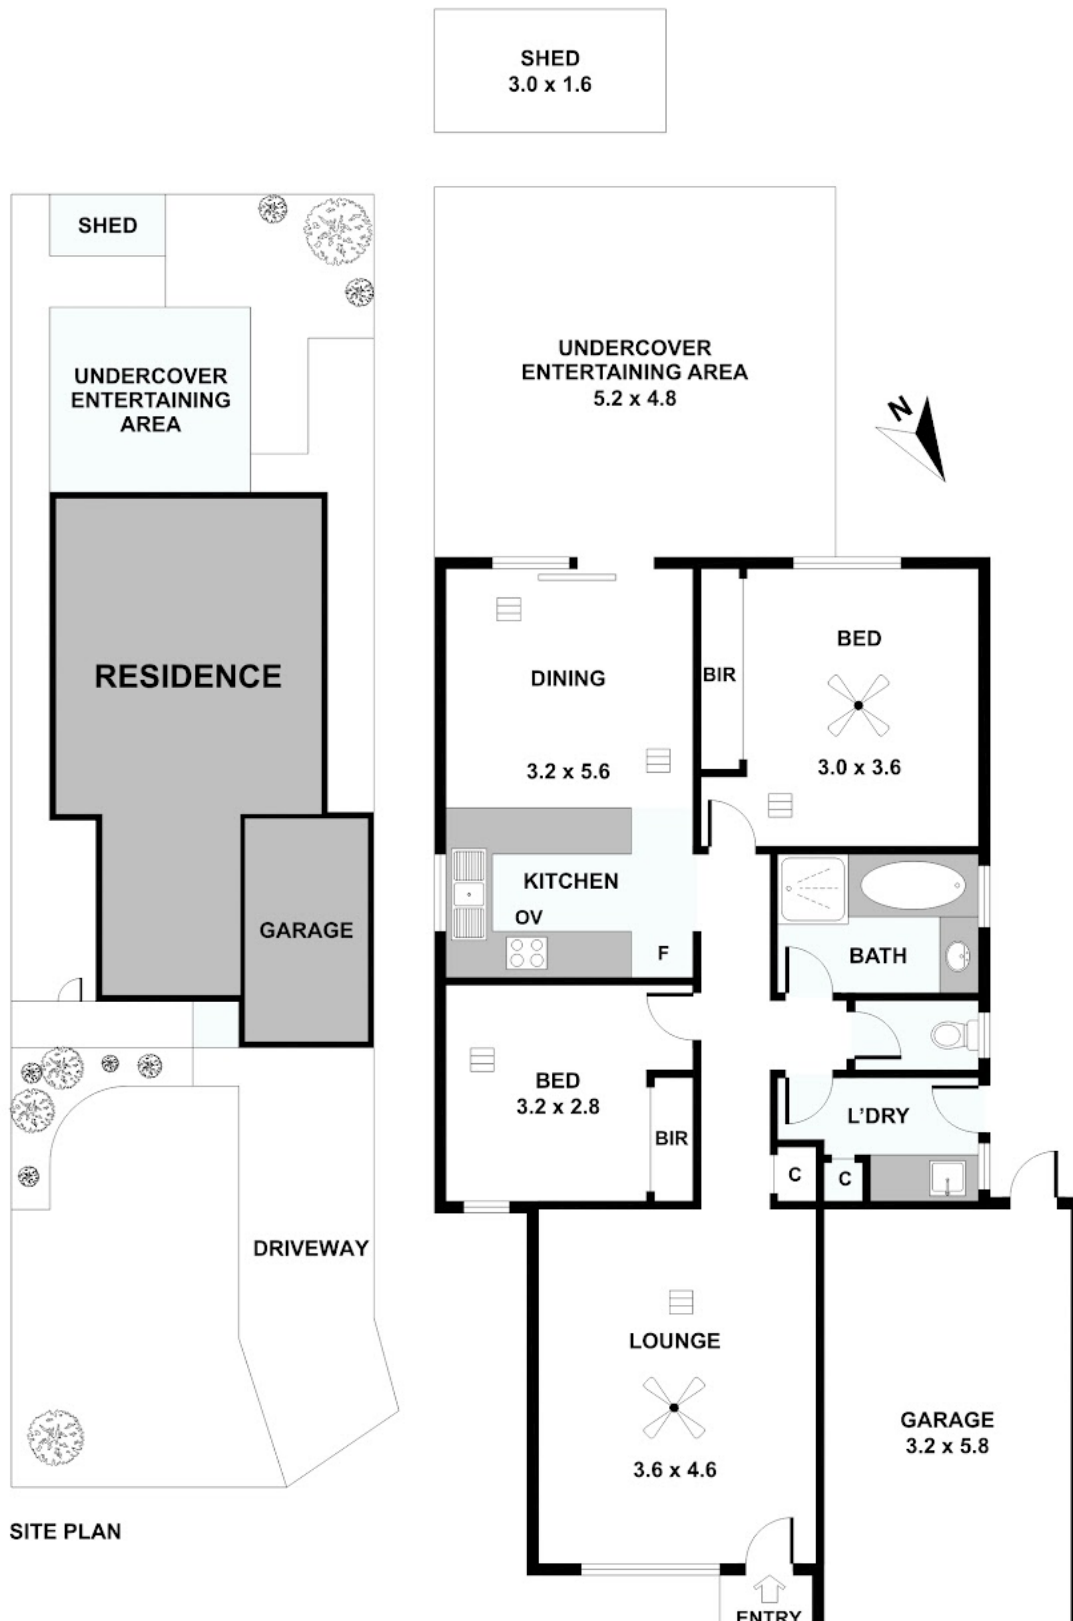 SHED
3.0 x 1.6
SHED
UNDERCOVER
ENTERTAINING
AREA
RESIDENCE
GARAGE
DRIVEWAY
SITE PLAN
UNDERCOVER
ENTERTAINING AREA
5.2 x 4.8
N
DINING
3.2 x 5.6
BIR
BED
3.0 x 3.6
KITCHEN
OV
F
BATH
BED
3.2 x 2.8
BIR
L'DRY
C
C
LOUNGE
3.6 x 4.6
GARAGE
3.2 x 5.8
ENTRY